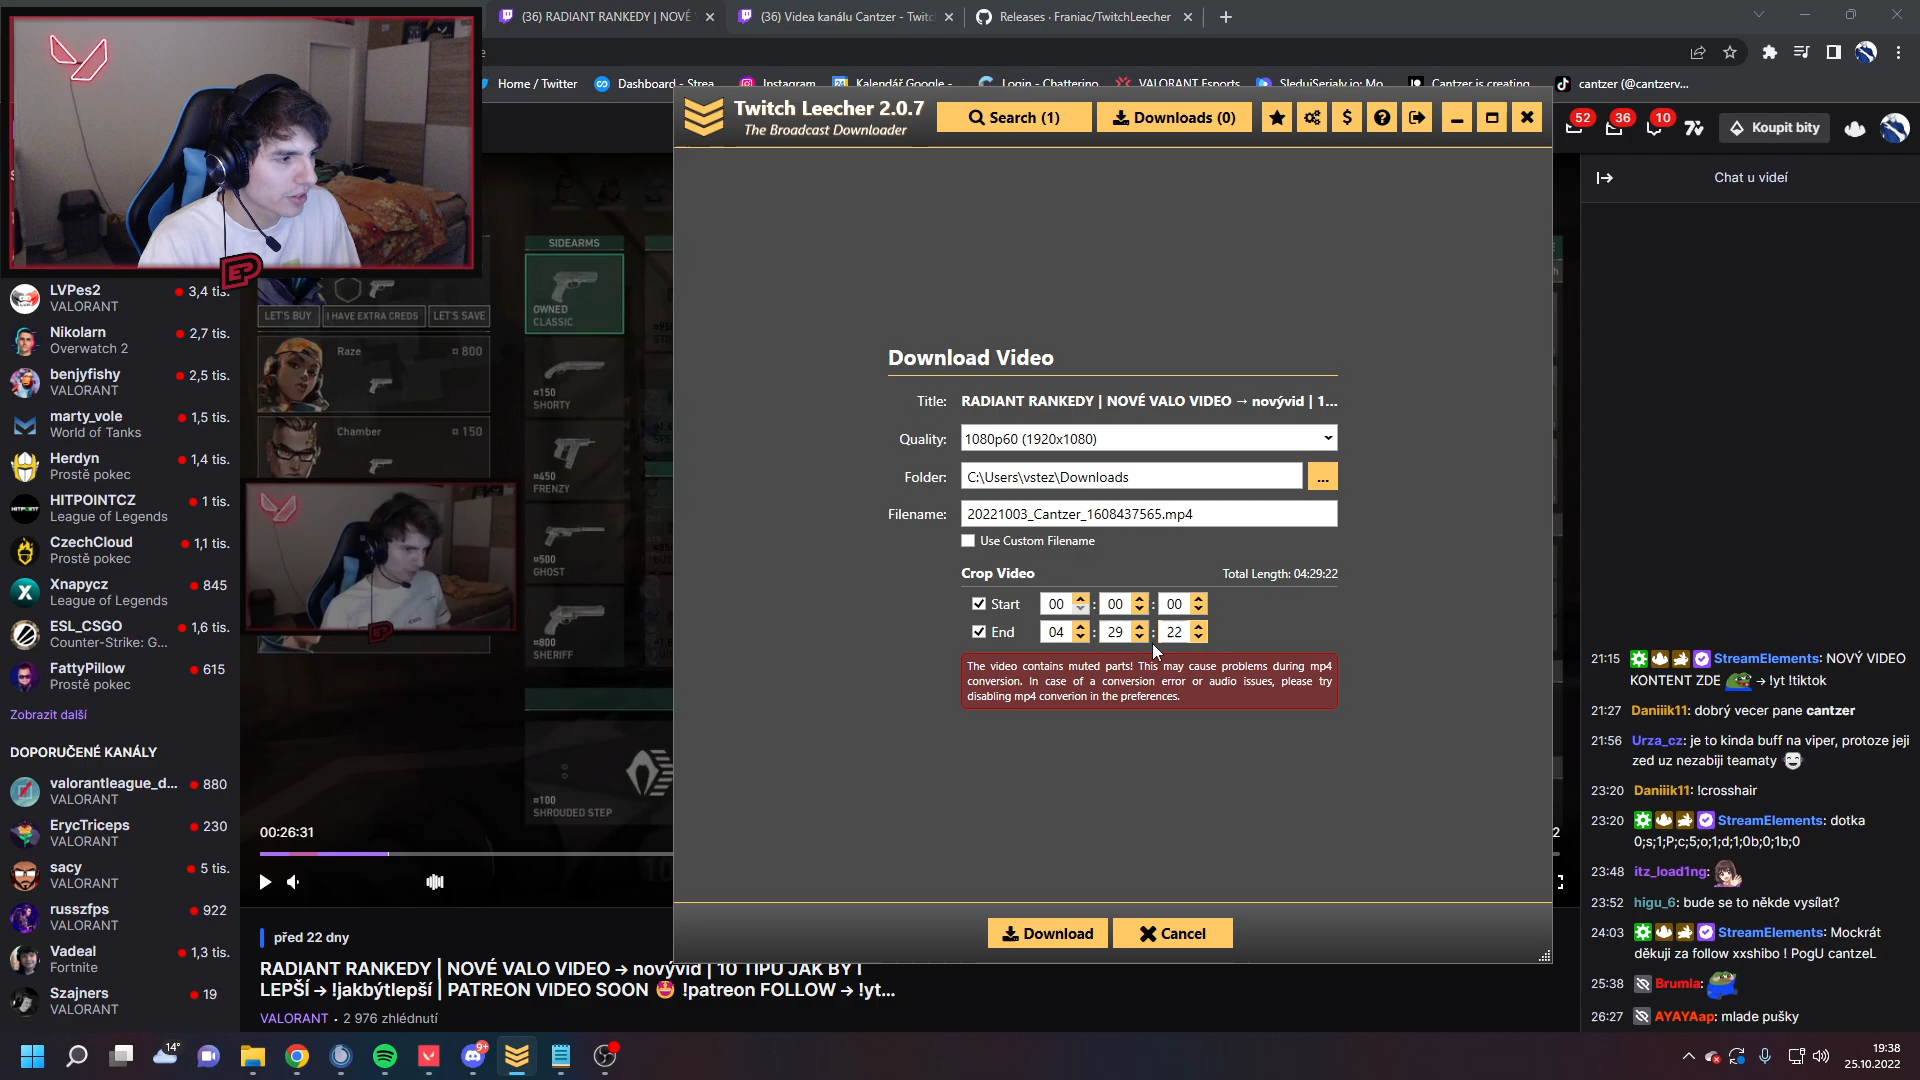 (36) RADIANT RANKEDY | NOVÉ
(36) Videa kanálu Cantzer - Twitc
Releases · Franiac/TwitchLeecher
Home / Twitter
Dashboard - Strea
Instagram
Kalendář Google -
Login - Chatterino
VALORANT Esports
SledujSerialy.io: Mo
Cantzer is creating
cantzer (@cantzerv...
Twitch Leecher 2.0.7
The Broadcast Downloader
Search (1)
Downloads (0)
52
36
10
Koupit bity
Chat u videí
LVPes2
3,4 tis.
VALORANT
Nikolarn
2,7 tis.
Overwatch 2
benjyfishy
2,5 tis.
VALORANT
marty_vole
1,5 tis.
World of Tanks
Herdyn
1,4 tis.
Prostě pokec
HITPOINTCZ
1 tis.
League of Legends
CzechCloud
1,1 tis.
Prostě pokec
Xnapycz
845
League of Legends
ESL_CSGO
1,6 tis.
Counter-Strike: G...
FattyPillow
615
Prostě pokec
Zobrazit další
DOPORUČENÉ KANÁLY
valorantleague_d...
880
VALORANT
ErycTriceps
230
VALORANT
sacy
5 tis.
VALORANT
russzfps
922
VALORANT
Vadeal
1,3 tis.
Fortnite
Szajners
19
VALORANT
EP
LET'S BUY
I HAVE EXTRA CREDS
LET'S SAVE
Raze
800
Chamber
150
SIDEARMS
OWNED
CLASSIC
150
SHORTY
450
FRENZY
500
GHOST
800
SHERIFF
100
SHROUDED STEP
00:26:31
před 22 dny
RADIANT RANKEDY | NOVÉ VALO VIDEO → novývid | 10 TIPŮ JAK BÝT
LEPŠÍ → !jakbýtlepší | PATREON VIDEO SOON 🤩 !patreon FOLLOW → !yt...
VALORANT • 2 976 zhlédnutí
Download Video
Title: RADIANT RANKEDY | NOVÉ VALO VIDEO → novývid | 1...
Quality: 1080p60 (1920x1080)
Folder: C:\Users\vstez\Downloads
...
Filename: 20221003_Cantzer_1608437565.mp4
Use Custom Filename
Crop Video
Total Length: 04:29:22
Start 00 : 00 : 00
End 04 : 29 : 22
The video contains muted parts! This may cause problems during mp4
conversion. In case of a conversion error or audio issues, please try
disabling mp4 converion in the preferences.
Download
Cancel
21:15 StreamElements: NOVÝ VIDEO
KONTENT ZDE → !yt !tiktok
21:27 Daniiik11: dobrý vecer pane cantzer
21:56 Urza_cz: je to kinda buff na viper, protoze jeji
zed uz nezabiji teamaty
23:20 Daniiik11: !crosshair
23:20 StreamElements: dotka
0;s;1;P;c;5;o;1;d;1;0b;0;1b;0
23:48 itz_load1ng:
23:52 higu_6: bude se to někde vysílat?
24:03 StreamElements: Mockrát
děkuji za follow xxshibo ! PogU cantzeL
25:38 Brumla:
26:27 AYAYAap: mlade pušky
14°
9+
19:38
25.10.2022